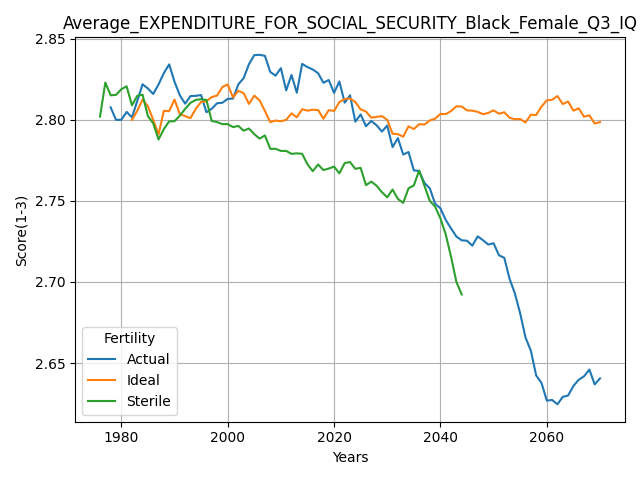 Average_EXPENDITURE_FOR_SOCIAL_SECURITY_Black_Female_Q3_IQ
Score(1-3)
2.85
2.80
2.75
2.70
2.65
Fertility
Actual
Ideal
Sterile
1980 2000 2020 2040 2060
Years